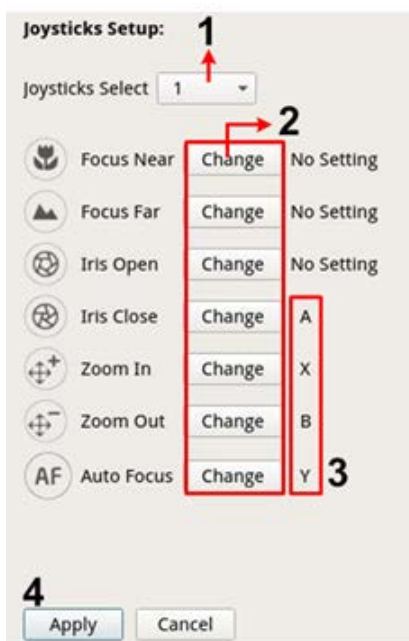 Joysticks Setup:
1
Joysticks Select 1
2
Focus Near Change No Setting
Focus Far Change No Setting
Iris Open Change No Setting
Iris Close Change A
Zoom In Change X
Zoom Out Change B
AF Auto Focus Change Y 3
4
Apply Cancel